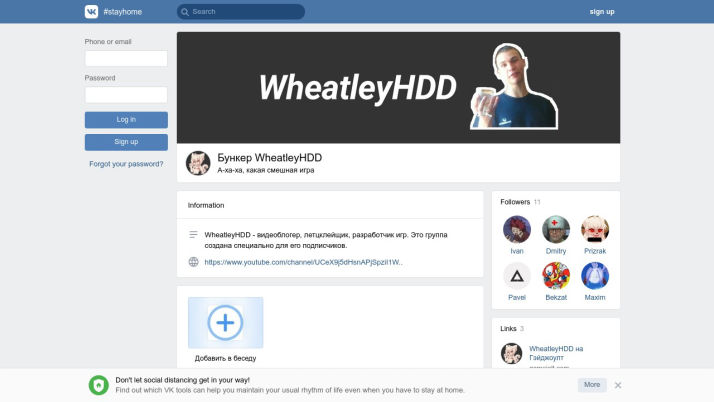 #stayhome
Search
sign up
Phone or email
Password
Log in
Sign up
Forgot your password?
WheatleyHDD
Бункер WheatleyHDD
А-ха-ха, какая смешная игра
Information
WheatleyHDD - видеоблогер, летцклейщик, разработчик игр. Это группа
создана специально для его подписчиков.
https://www.youtube.com/channel/UCeX9j5dHsnAPjSpziI1W..
Добавить в беседу
Followers 11
Ivan Dmitry Prizrak
Pavel Bekzat Maxim
Links 3
WheatleyHDD на
Гэйджоулт
Don't let social distancing get in your way!
Find out which VK tools can help you maintain your usual rhythm of life even when you have to stay at home.
More